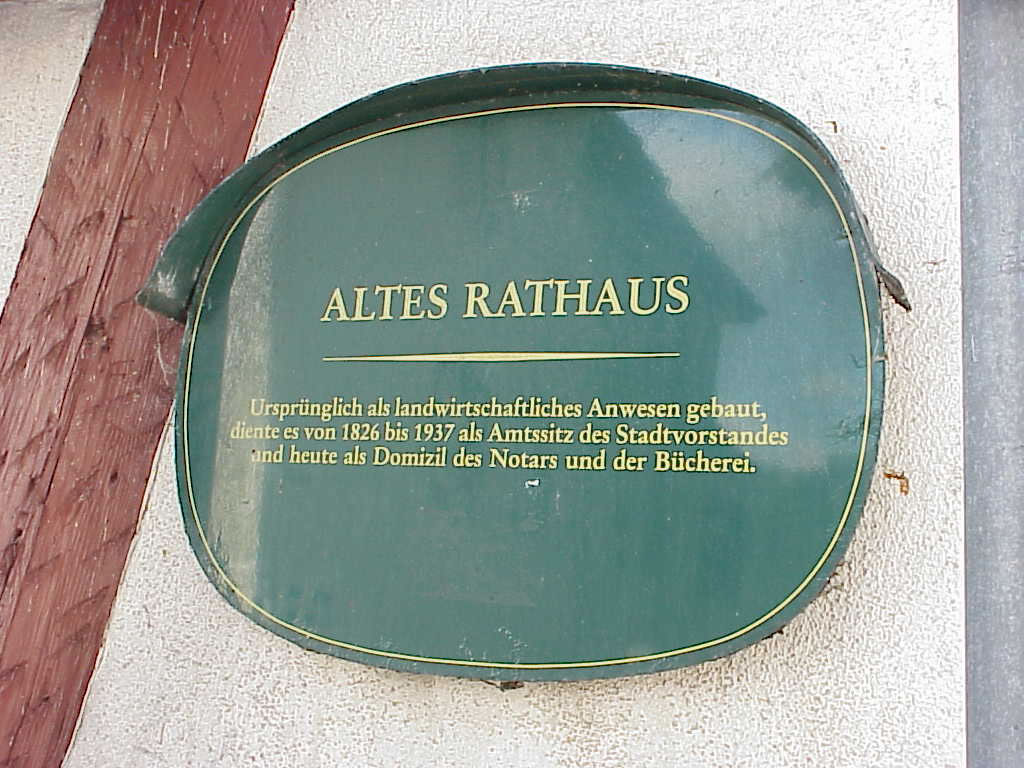 ALTES RATHAUS
Ursprünglich als landwirtschaftliches Anwesen gebaut,
diente es von 1826 bis 1937 als Amtssitz des Stadtvorstandes
und heute als Domizil des Notars und der Bücherei.